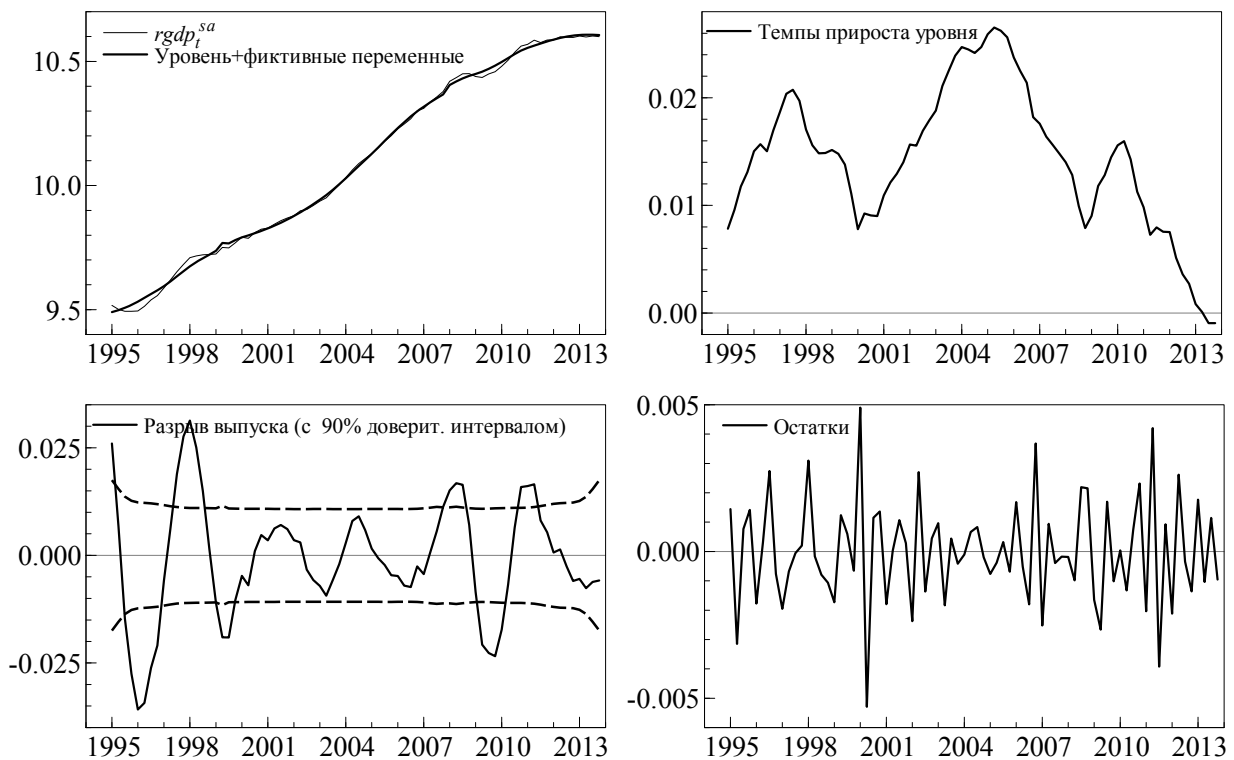 rgdp_t^sa
Уровень+фиктивные переменные
10.5
10.0
9.5
1995 1998 2001 2004 2007 2010 2013
Темпы прироста уровня
0.02
0.01
0.00
1995 1998 2001 2004 2007 2010 2013
Разрыв выпуска (с 90% доверит. интервалом)
0.025
0.000
-0.025
1995 1998 2001 2004 2007 2010 2013
0.005
Остатки
0.000
-0.005
1995 1998 2001 2004 2007 2010 2013